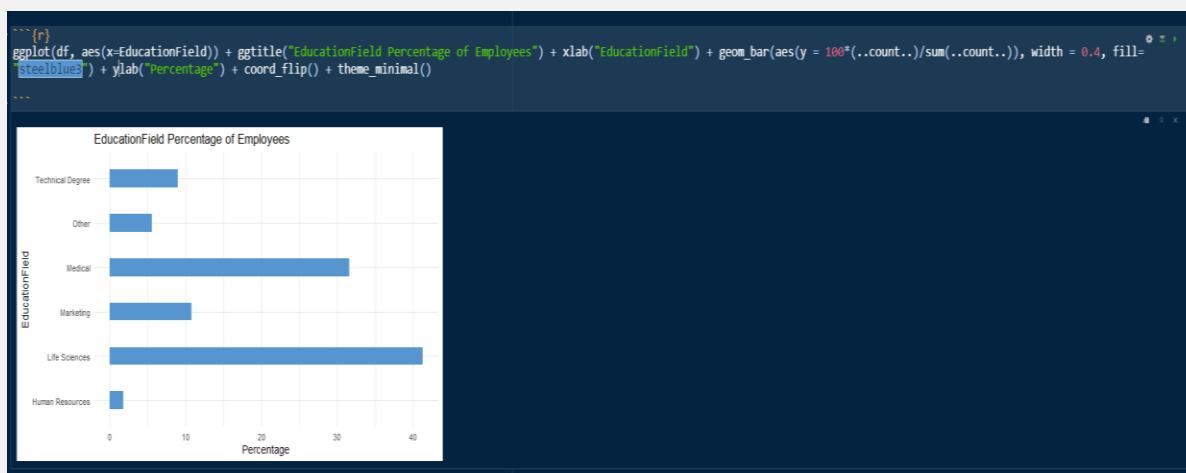 ```{r}
ggplot(df, aes(x=EducationField)) + ggtitle("EducationField Percentage of Employees") + xlab("EducationField") + geom_bar(aes(y = 100*(..count..)/sum(..count..)), width = 0.4, fill=
"steelblue3") + ylab("Percentage") + coord_flip() + theme_minimal()
```
EducationField Percentage of Employees
Technical Degree
Other
Medical
Marketing
Life Sciences
Human Resources
EducationField
0 10 20 30 40
Percentage